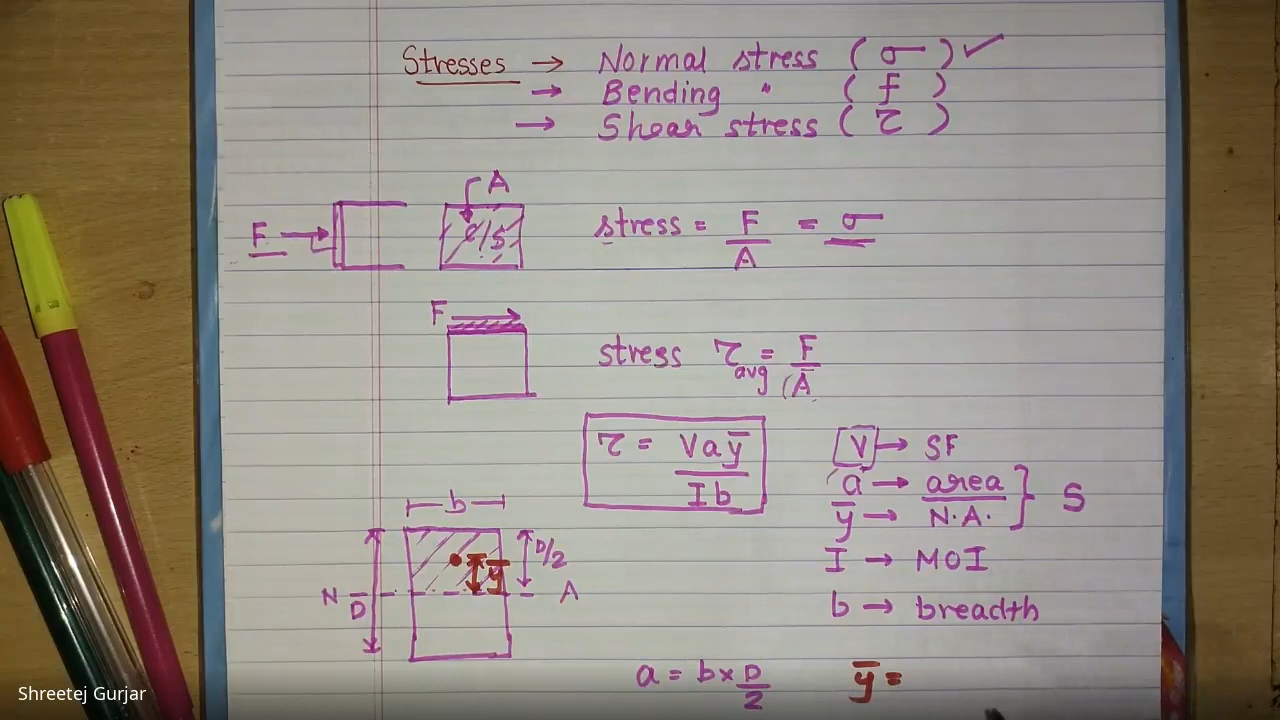 Stresses → Normal stress ( σ ) ✓
→ Bending " ( f )
→ Shear stress ( τ )
A
F → c/s stress = F/A = σ
F
stress τavg = F/A
τ = Vaȳ/Ib
V → SF
a → area
ȳ → N.A. } S
I → MOI
b → breadth
b
D/2
ȳ
N D A
a = b × D/2 ȳ =
Shreetej Gurjar